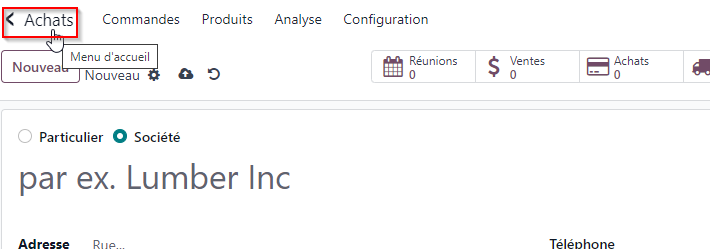 Achats Commandes Produits Analyse Configuration
Menu d'accueil
Nouveau Nouveau
Réunions 0 Ventes 0 Achats 0
Particulier Société
par ex. Lumber Inc
Adresse Rue... Téléphone